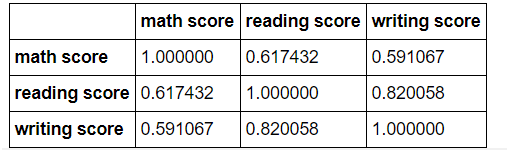 math score reading score writing score
math score 1.000000 0.617432 0.591067
reading score 0.617432 1.000000 0.820058
writing score 0.591067 0.820058 1.000000